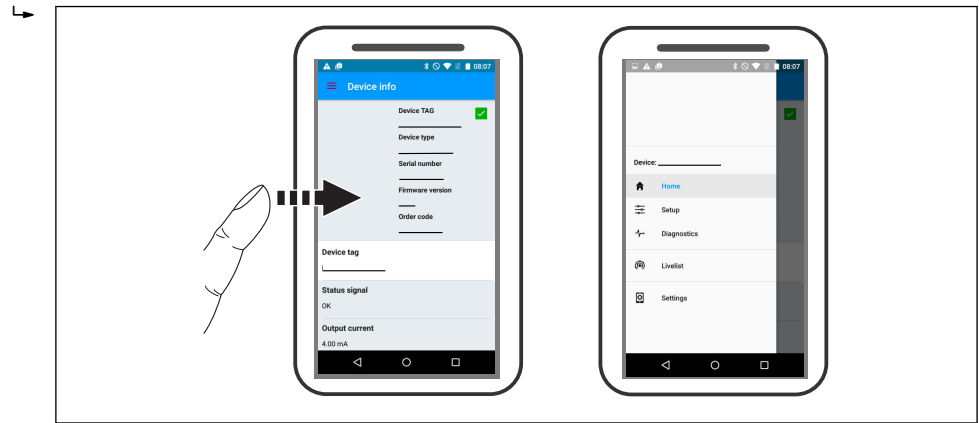 08:07
Device info
Device TAG
Device type
Serial number
Firmware version
Order code
Device tag
Status signal
OK
Output current
4.00 mA
08:07
Device:
Home
Setup
Diagnostics
Livelist
Settings